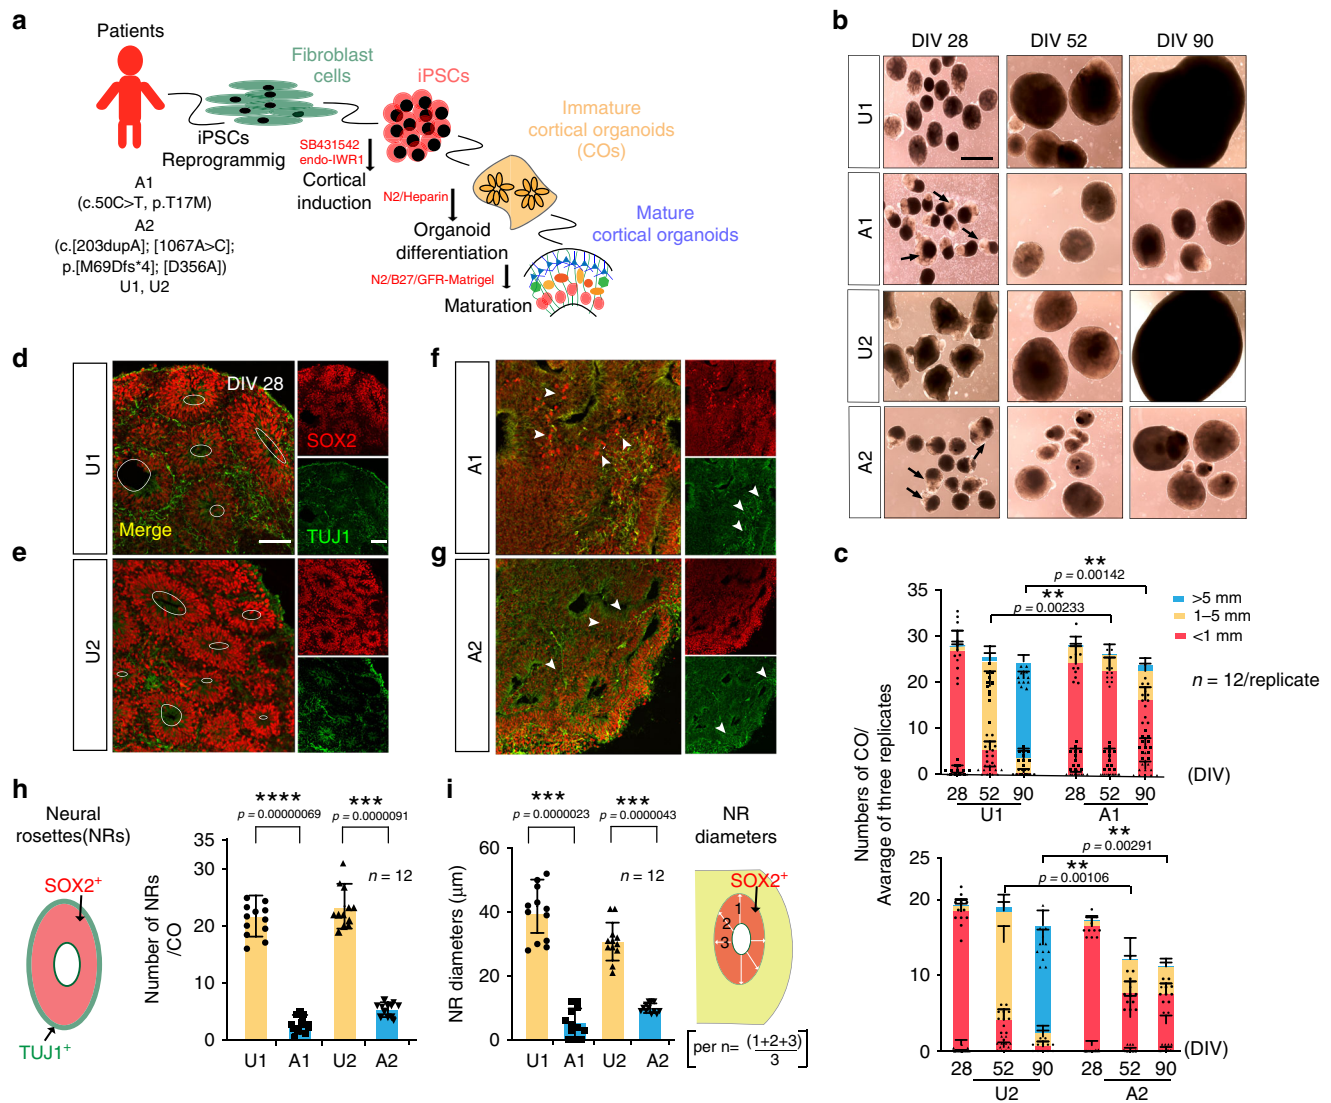 a
Patients
Fibroblast
cells
iPSCs
iPSCs
Reprogrammig
SB431542
endo-IWR1
Cortical
induction
Immature
cortical organoids
(COs)
A1
(c.50C>T, p.T17M)
A2
(c.[203dupA]; [1067A>C];
p.[M69Dfs*4]; [D356A])
U1, U2
N2/Heparin
Organoid
differentiation
Mature
cortical organoids
N2/B27/GFR-Matrigel
Maturation
b
DIV 28 DIV 52 DIV 90
U1
A1
U2
A2
d
U1
DIV 28
Merge
SOX2
TUJ1
e
U2
f
A1
g
A2
c
**
p = 0.00142
**
p = 0.00233
>5 mm
1–5 mm
<1 mm
n = 12/replicate
Numbers of CO/
Avarage of three replicates
35
30
20
10
0
28 52 90 28 52 90
(DIV)
U1 A1
**
p = 0.00291
**
p = 0.00106
20
10
0
28 52 90 28 52 90
(DIV)
U2 A2
h
Neural
rosettes(NRs)
SOX2+
TUJ1+
Number of NRs
/CO
35
30
20
10
0
****
p = 0.00000069
***
p = 0.0000091
n = 12
U1 A1 U2 A2
i
NR diameters (μm)
60
40
20
0
***
p = 0.0000023
***
p = 0.0000043
n = 12
U1 A1 U2 A2
NR
diameters
SOX2+
1
2
3
per n= (1+2+3)
3